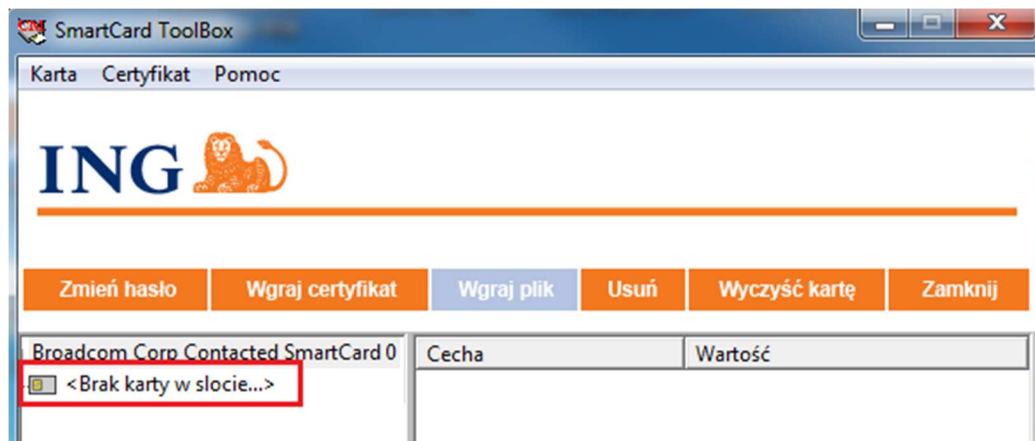 SmartCard ToolBox
Karta Certyfikat Pomoc
ING
Zmień hasło Wgraj certyfikat Wgraj plik Usuń Wyczyść kartę Zamknij
Broadcom Corp Contacted SmartCard 0 Cecha Wartość
<Brak karty w slocie...>